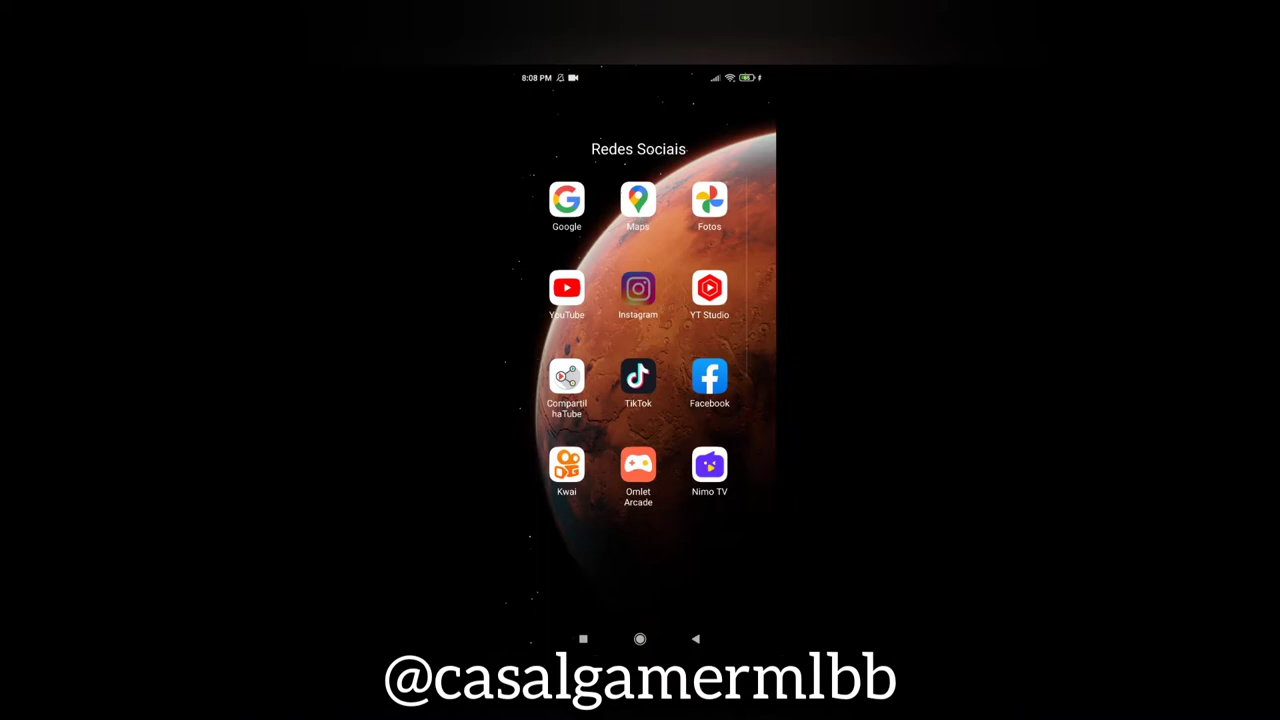 8:08 PM
Redes Sociais
Google Maps Fotos
YouTube Instagram YT Studio
Compartil
haTube TikTok Facebook
Kwai Omlet
Arcade Nimo TV
@casalgamermlbb